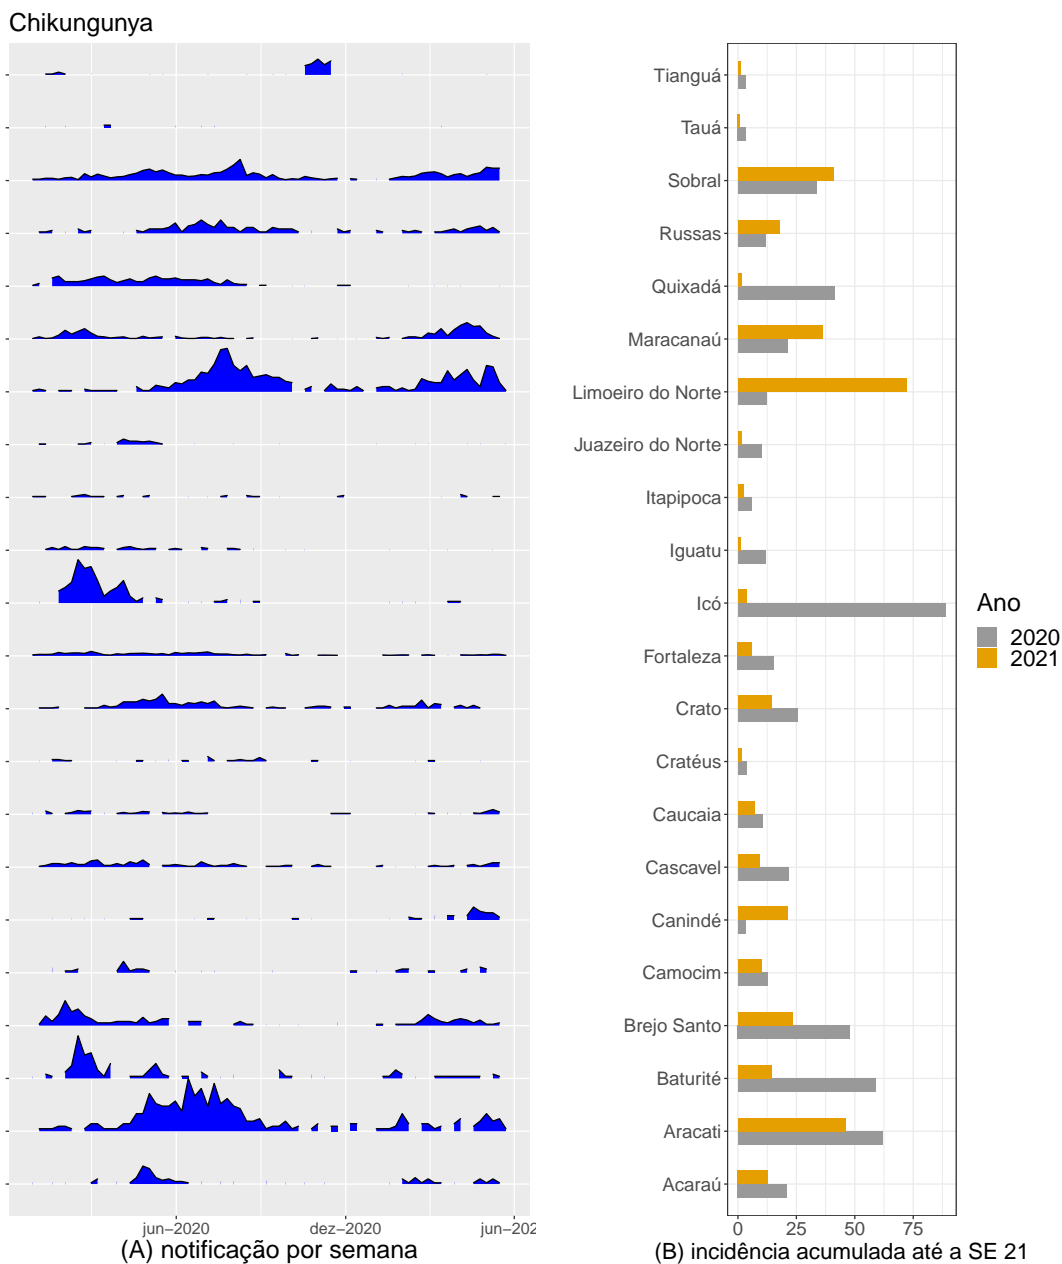 Chikungunya
Tianguá
Tauá
Sobral
Russas
Quixadá
Maracanaú
Limoeiro do Norte
Juazeiro do Norte
Itapipoca
Iguatu
Icó
Fortaleza
Crato
Cratéus
Caucaia
Cascavel
Canindé
Camocim
Brejo Santo
Baturité
Aracati
Acaraú
Ano
2020
2021
jun−2020 dez−2020 jun−202
(A) notificação por semana
0 25 50 75
(B) incidência acumulada até a SE 21